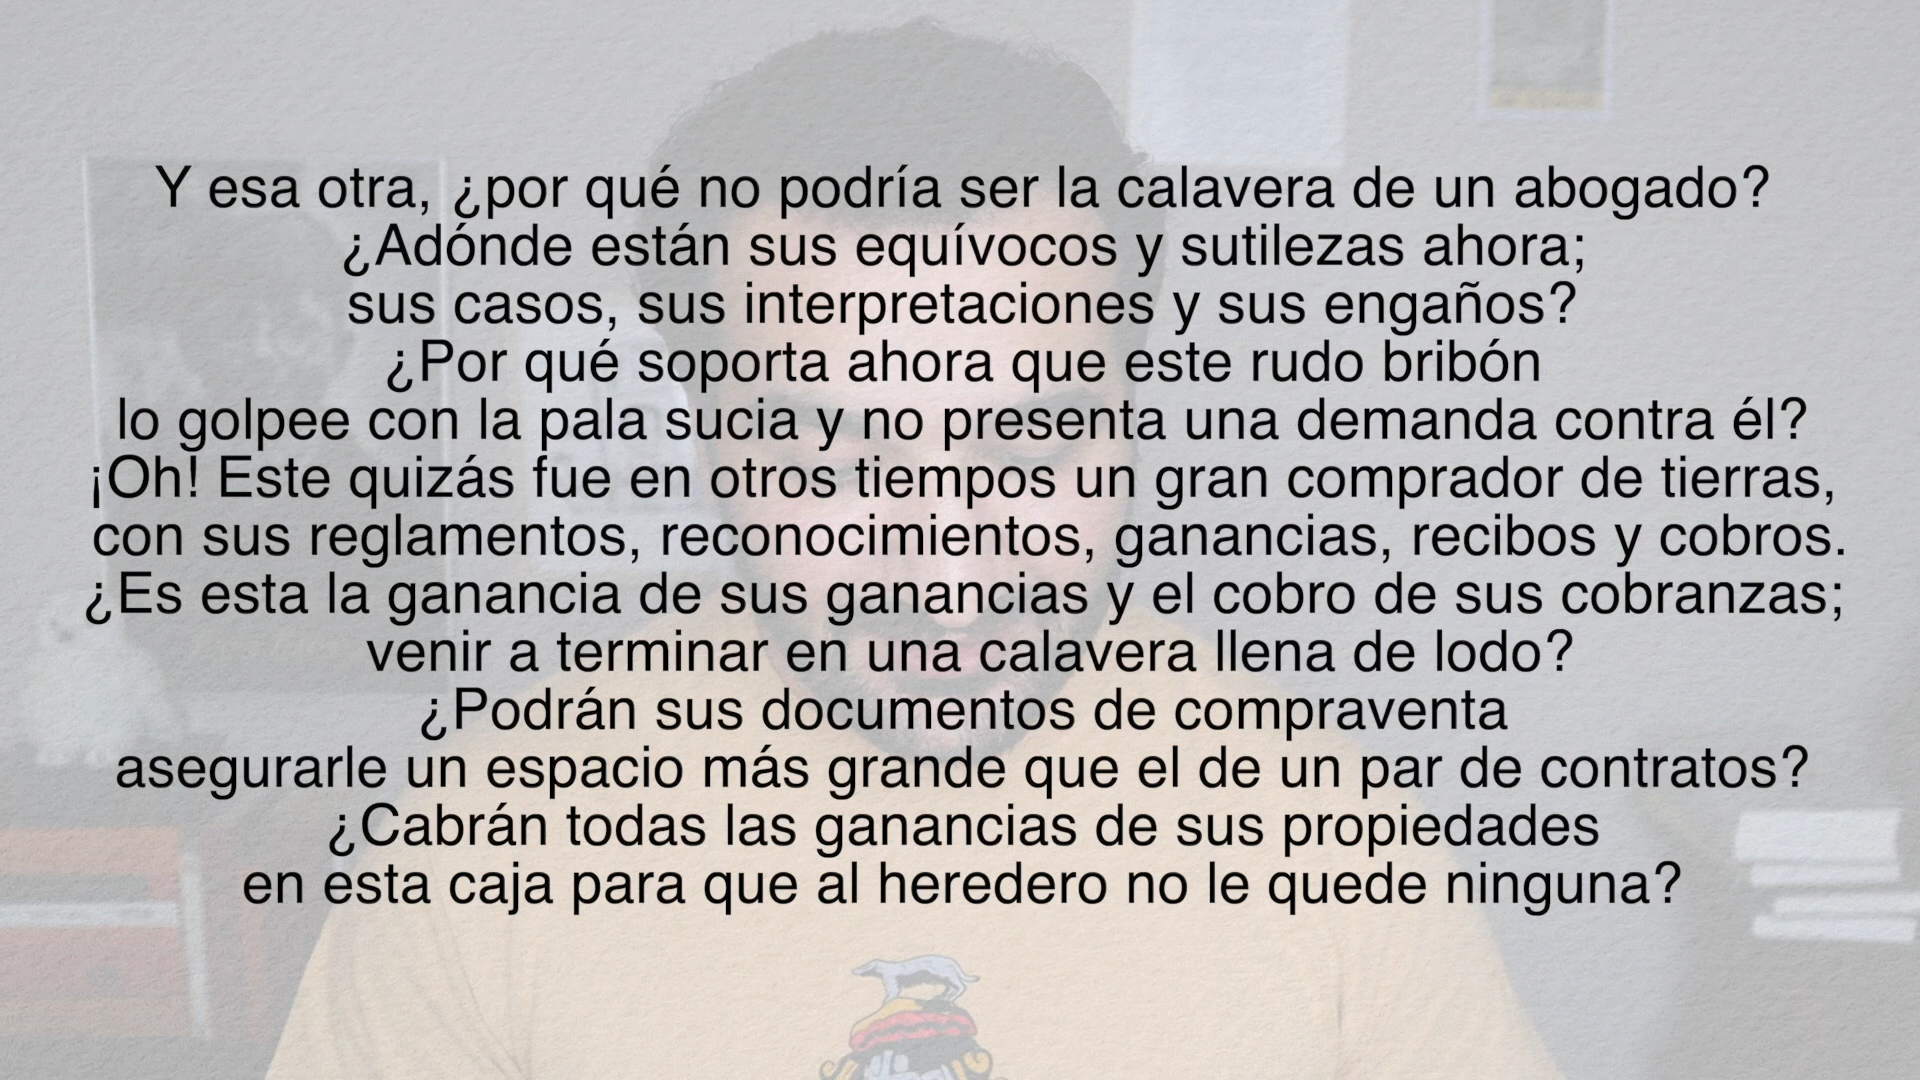 Y esa otra, ¿por qué no podría ser la calavera de un abogado?
¿Adónde están sus equívocos y sutilezas ahora;
sus casos, sus interpretaciones y sus engaños?
¿Por qué soporta ahora que este rudo bribón
lo golpee con la pala sucia y no presenta una demanda contra él?
¡Oh! Este quizás fue en otros tiempos un gran comprador de tierras,
con sus reglamentos, reconocimientos, ganancias, recibos y cobros.
¿Es esta la ganancia de sus ganancias y el cobro de sus cobranzas;
venir a terminar en una calavera llena de lodo?
¿Podrán sus documentos de compraventa
asegurarle un espacio más grande que el de un par de contratos?
¿Cabrán todas las ganancias de sus propiedades
en esta caja para que al heredero no le quede ninguna?